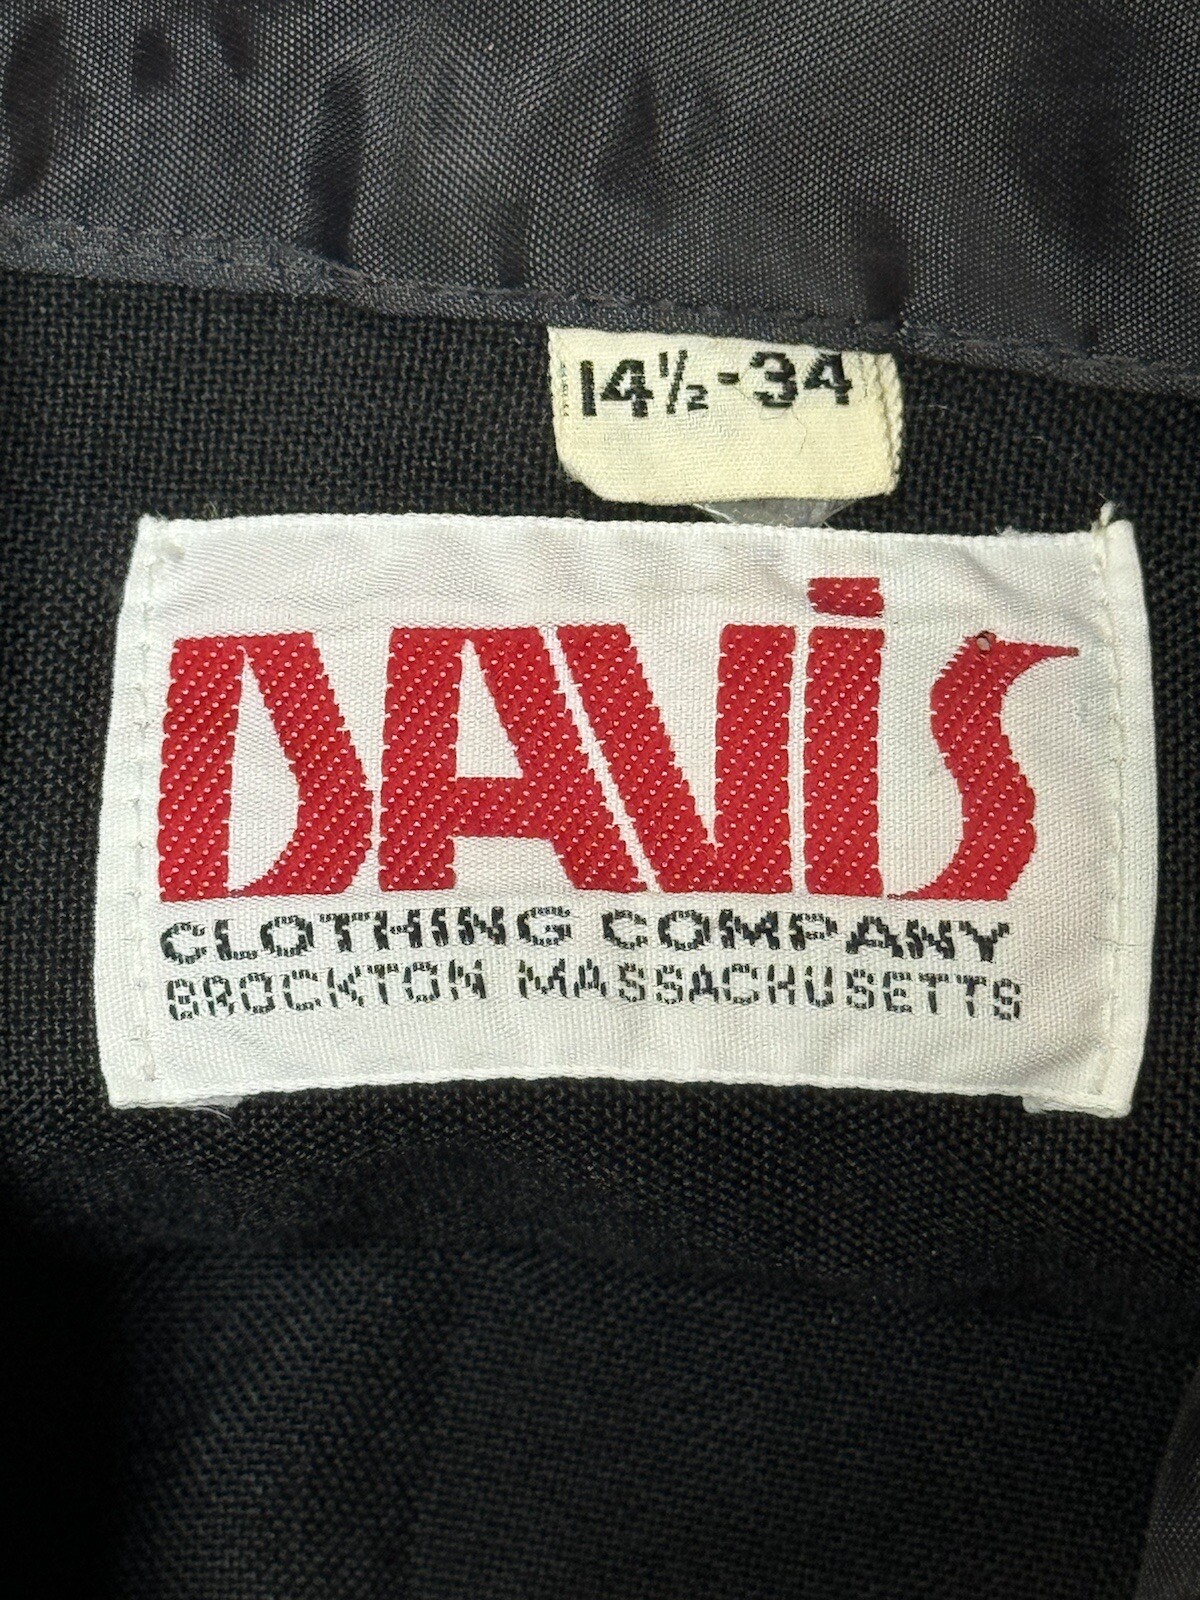 14½-34
DAViS
CLOTHING COMPANY
BROCKTON MASSACHUSETTS